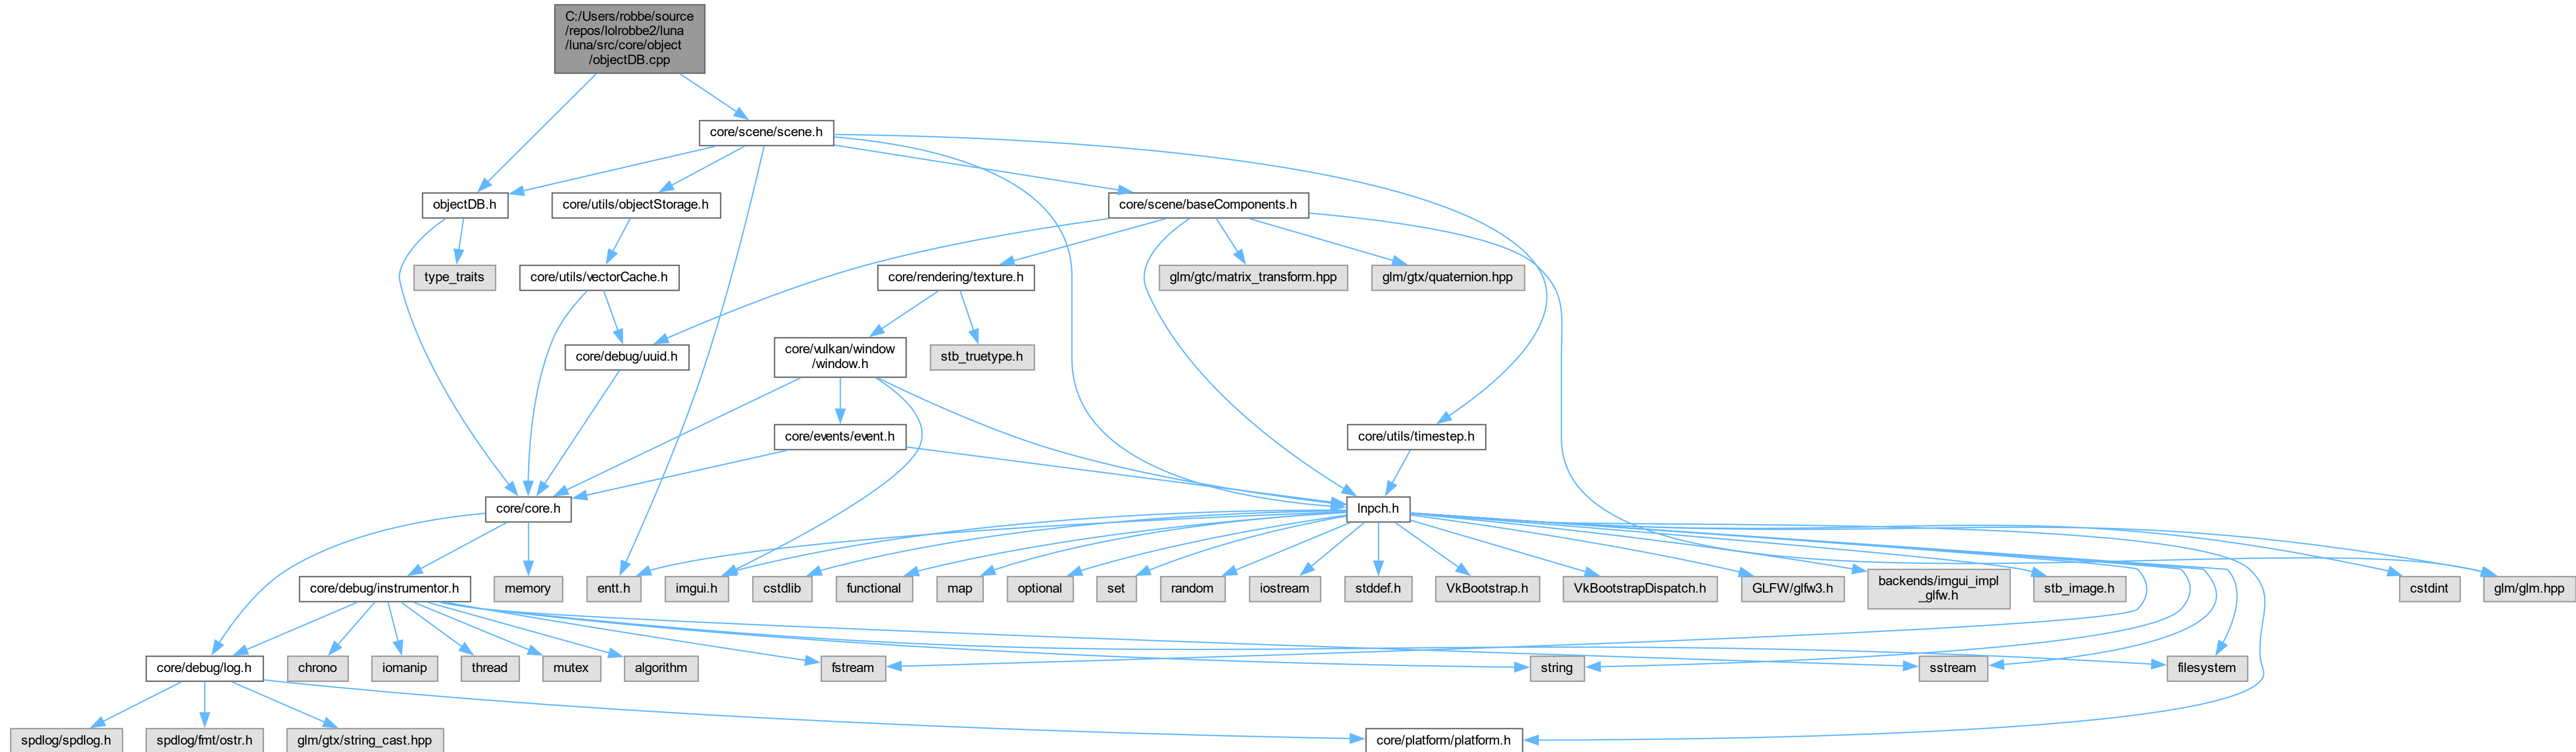 C:/Users/robbe/source
/repos/lolrobbe2/luna
/luna/src/core/object
/objectDB.cpp
core/scene/scene.h
objectDB.h
core/utils/objectStorage.h
core/scene/baseComponents.h
type_traits
core/utils/vectorCache.h
core/rendering/texture.h
glm/gtc/matrix_transform.hpp
glm/gtx/quaternion.hpp
core/debug/uuid.h
core/vulkan/window
/window.h
stb_truetype.h
core/events/event.h
core/utils/timestep.h
core/core.h
lnpch.h
core/debug/instrumentor.h
memory
entt.h
imgui.h
cstdlib
functional
map
optional
set
random
iostream
stddef.h
VkBootstrap.h
VkBootstrapDispatch.h
GLFW/glfw3.h
backends/imgui_impl
_glfw.h
stb_image.h
cstdint
glm/glm.hpp
core/debug/log.h
chrono
iomanip
thread
mutex
algorithm
fstream
string
sstream
filesystem
spdlog/spdlog.h
spdlog/fmt/ostr.h
glm/gtx/string_cast.hpp
core/platform/platform.h